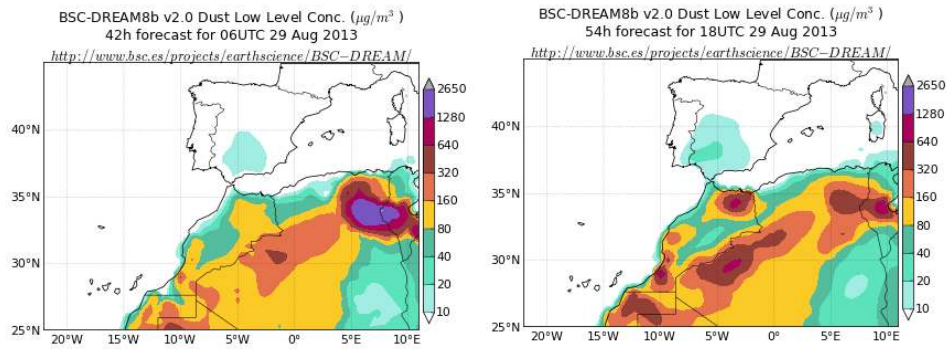 BSC-DREAM8b v2.0 Dust Low Level Conc. (μg/m³ )
42h forecast for 06UTC 29 Aug 2013
http://www.bsc.es/projects/earthscience/BSC−DREAM/
40°N
35°N
30°N
25°N
20°W
15°W
10°W
5°W
0°
5°E
10°E
2650
1280
640
320
160
80
40
20
10
BSC-DREAM8b v2.0 Dust Low Level Conc. (μg/m³ )
54h forecast for 18UTC 29 Aug 2013
http://www.bsc.es/projects/earthscience/BSC−DREAM/
40°N
35°N
30°N
25°N
20°W
15°W
10°W
5°W
0°
5°E
10°E
2650
1280
640
320
160
80
40
20
10